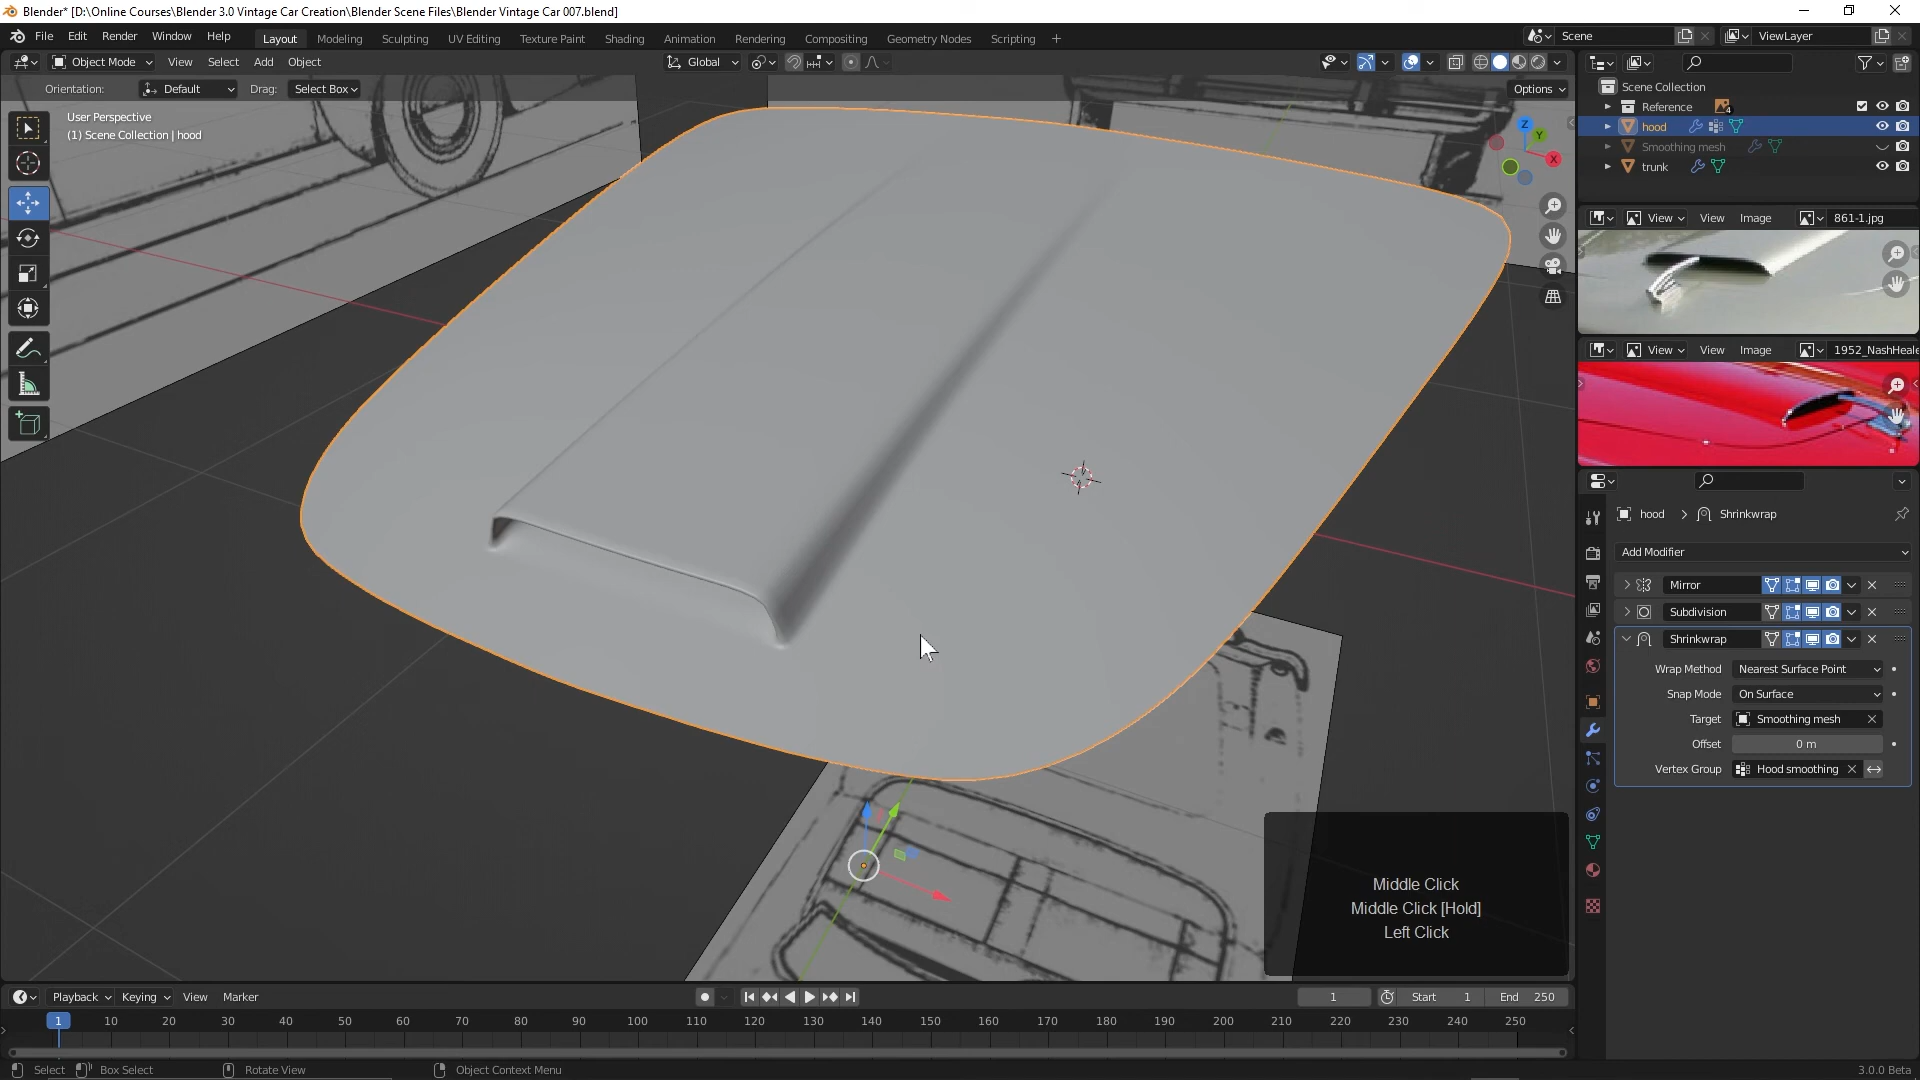 Blender* [D:\Online Courses\Blender 3.0 Vintage Car Creation\Blender Scene Files\Blender Vintage Car 007.blend]
File Edit Render Window Help Layout Modeling Sculpting UV Editing Texture Paint Shading Animation Rendering Compositing Geometry Nodes Scripting + Scene ViewLayer
Object Mode View Select Add Object Global
Orientation: Default Drag: Select Box Options
User Perspective
(1) Scene Collection | hood
Z
Y
X
Scene Collection
Reference 4
hood
Smoothing mesh
trunk
View View Image 861-1.jpg
View View Image 1952_NashHeale
hood > Shrinkwrap
Add Modifier
Mirror
Subdivision
Shrinkwrap
Wrap Method Nearest Surface Point
Snap Mode On Surface
Target Smoothing mesh
Offset 0 m
Vertex Group Hood smoothing
Middle Click
Middle Click [Hold]
Left Click
Playback Keying View Marker 1 Start 1 End 250
1 10 20 30 40 50 60 70 80 90 100 110 120 130 140 150 160 170 180 190 200 210 220 230 240 250
Select Box Select Rotate View Object Context Menu 3.0.0 Beta